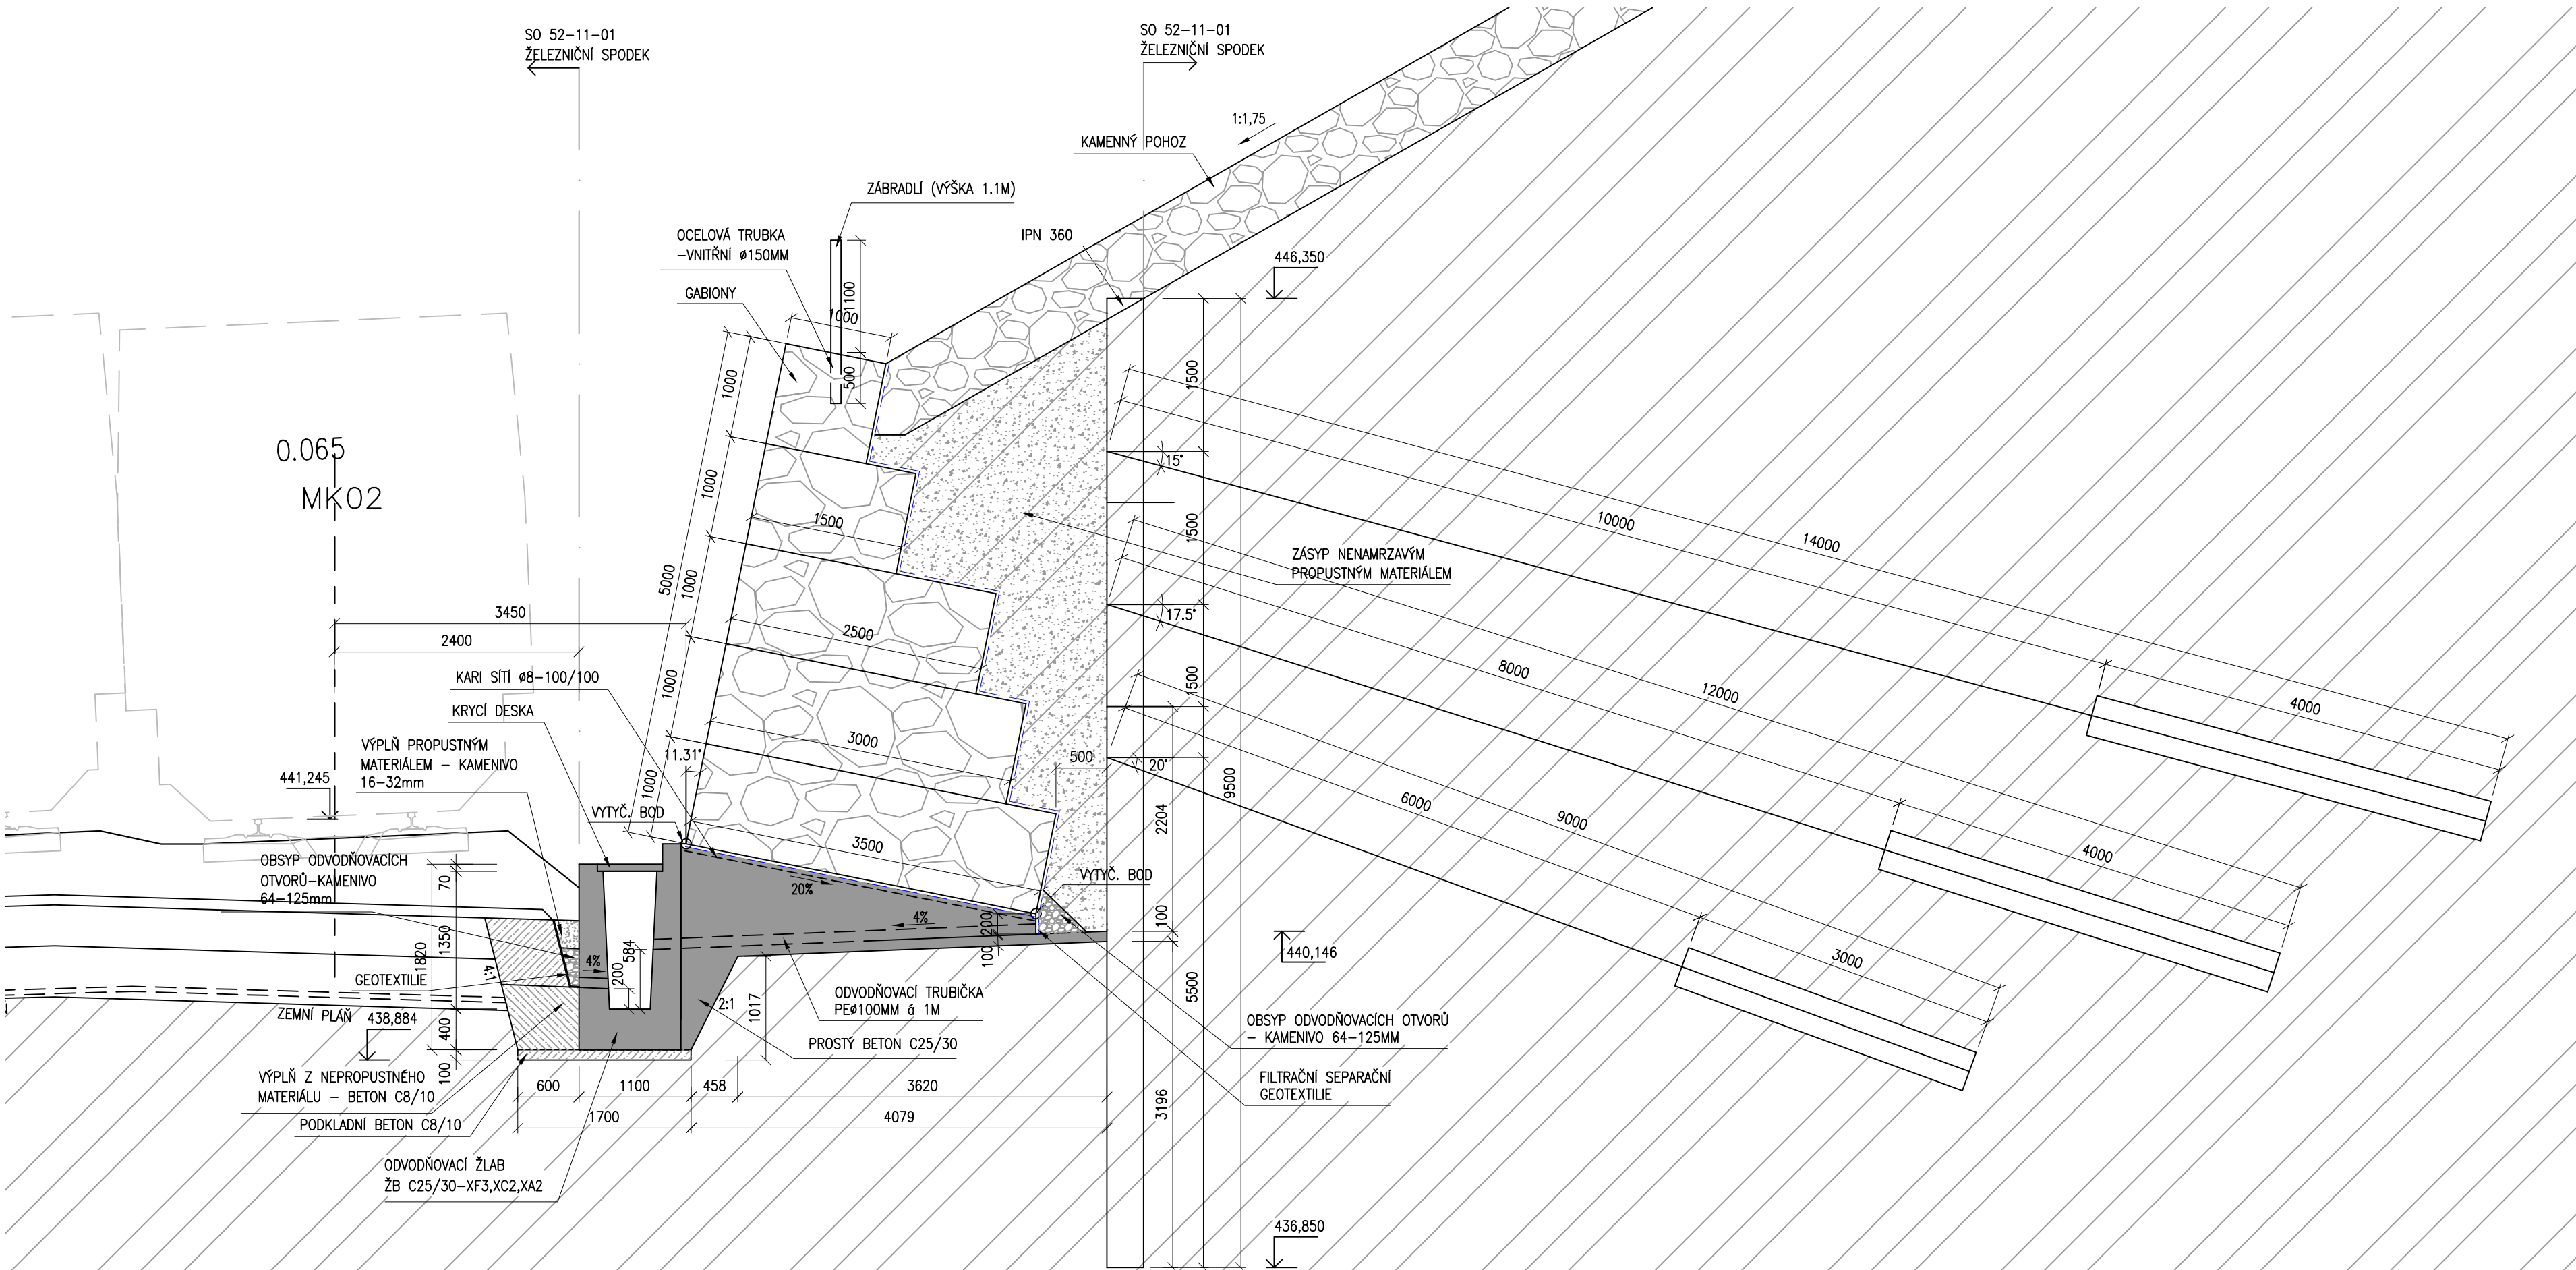 SO 52-11-01
ŽELEZNIČNÍ SPODEK
SO 52-11-01
ŽELEZNIČNÍ SPODEK
1:1,75
KAMENNÝ POHOZ
ZÁBRADLÍ (VÝŠKA 1.1M)
OCELOVÁ TRUBKA
-VNITŘNÍ ø150MM
IPN 360
446,350
GABIONY
1100
1000
500
1000
1500
0.065
MK02
1000
15°
1500
1500
10000
14000
ZÁSYP NENAMRZAVÝM
PROPUSTNÝM MATERIÁLEM
5000
1000
3450
17.5°
2400
2500
KARI SÍTÍ ø8-100/100
8000
12000
4000
1500
KRYCÍ DESKA
1000
3000
VÝPLŇ PROPUSTNÝM
MATERIÁLEM - KAMENIVO
16-32mm
11.31°
500
20°
441,245
1000
9500
6000
9000
2204
VYTYČ. BOD
3500
4000
OBSYP ODVODŇOVACÍCH
OTVORŮ-KAMENIVO
64-125mm
70
20%
VYTYČ. BOD
1350
1820
4%
200
100
584
4%
200
100
440,146
3000
4:1
GEOTEXTILIE
5500
ZEMNÍ PLÁŇ
438,884
400
2:1
1017
ODVODŇOVACÍ TRUBIČKA
PEø100MM á 1M
OBSYP ODVODŇOVACÍCH OTVORŮ
- KAMENIVO 64-125MM
PROSTÝ BETON C25/30
100
VÝPLŇ Z NEPROPUSTNÉHO
MATERIÁLU - BETON C8/10
600
1100
458
3620
FILTRAČNÍ SEPARAČNÍ
GEOTEXTILIE
3196
PODKLADNÍ BETON C8/10
1700
4079
ODVODŇOVACÍ ŽLAB
ŽB C25/30-XF3,XC2,XA2
436,850